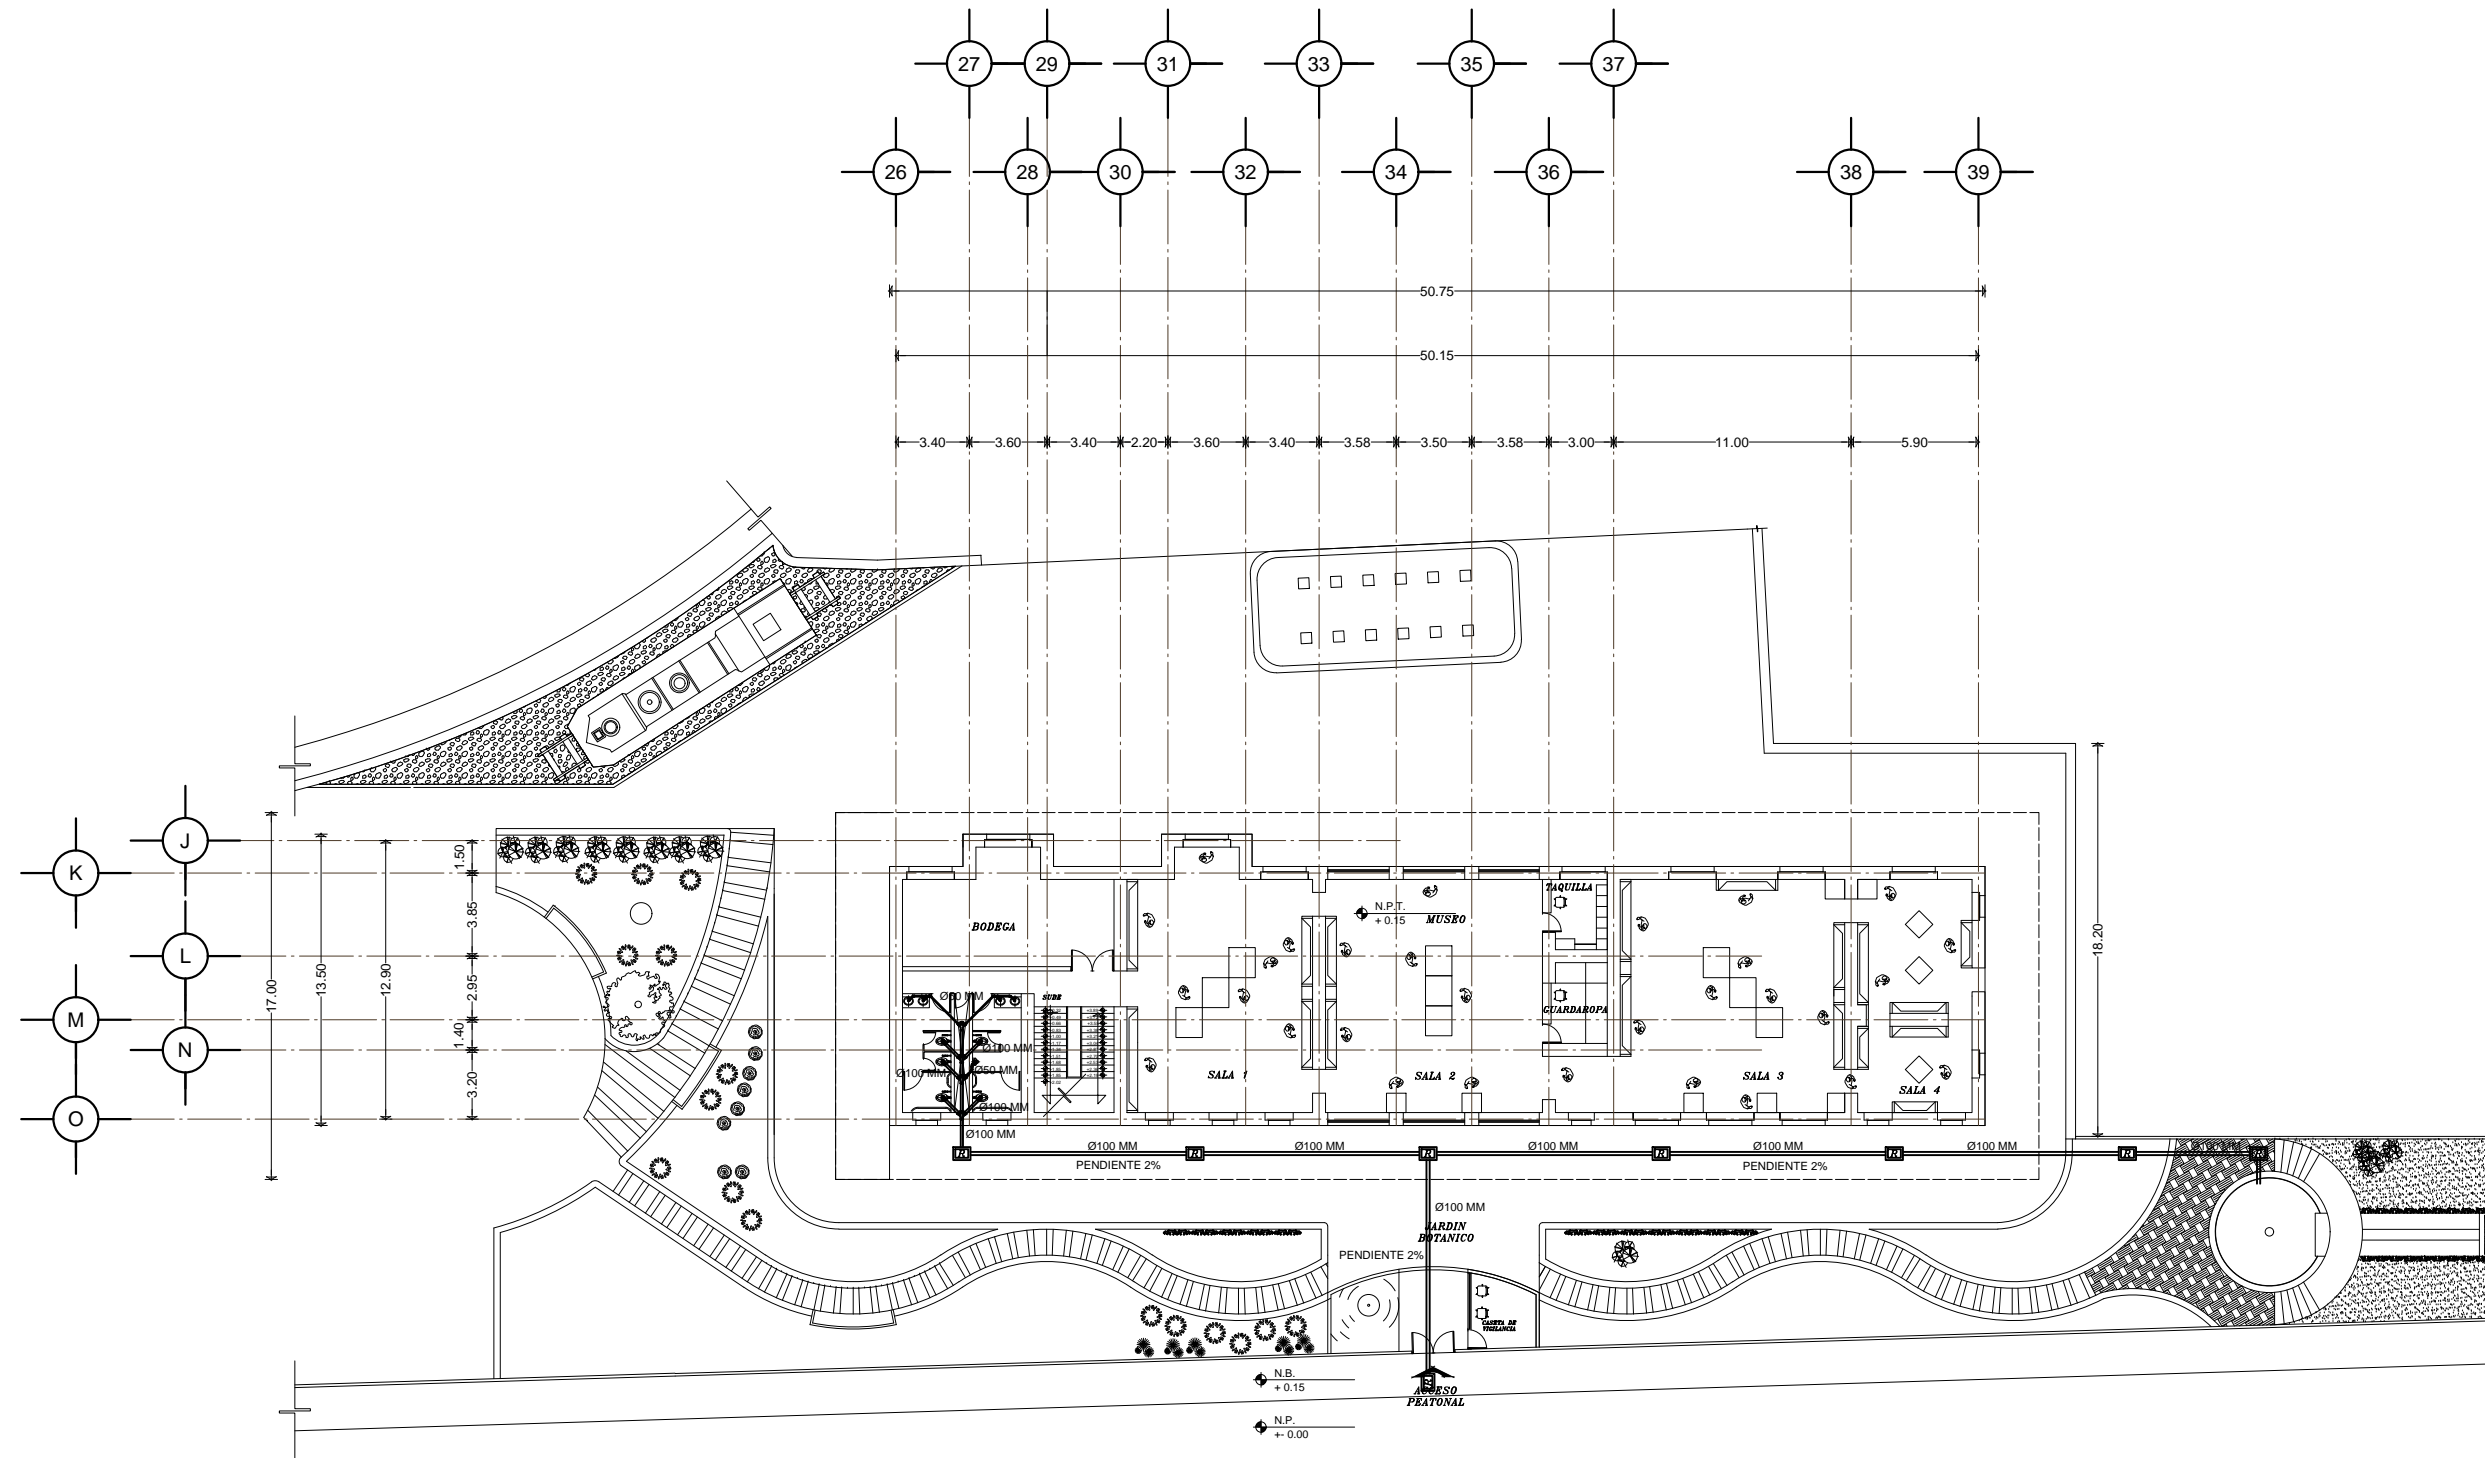 27 29 31 33 35 37
26 28 30 32 34 36 38 39
50.75
50.15
3.40 3.60 3.40 2.20 3.60 3.40 3.58 3.50 3.58 3.00 11.00 5.90
J
K
L
M
N
O
17.00
13.50
12.90
1.50
3.85
2.95
1.40
3.20
18.20
TAQUILLA
N.P.T.
+ 0.15
MUSEO
BODEGA
SUBE
GUARDAROPA
Ø100 MM
Ø100 MM
Ø50 MM
Ø100 MM
SALA 1
SALA 2
SALA 3
SALA 4
Ø100 MM
Ø100 MM
Ø100 MM
Ø100 MM
Ø100 MM
Ø100 MM
R R R R R R
PENDIENTE 2%
PENDIENTE 2%
Ø100 MM
JARDIN
BOTANICO
PENDIENTE 2%
CASETA DE
VIGILANCIA
N.B.
+ 0.15
ACCESO
PEATONAL
N.P.
+- 0.00